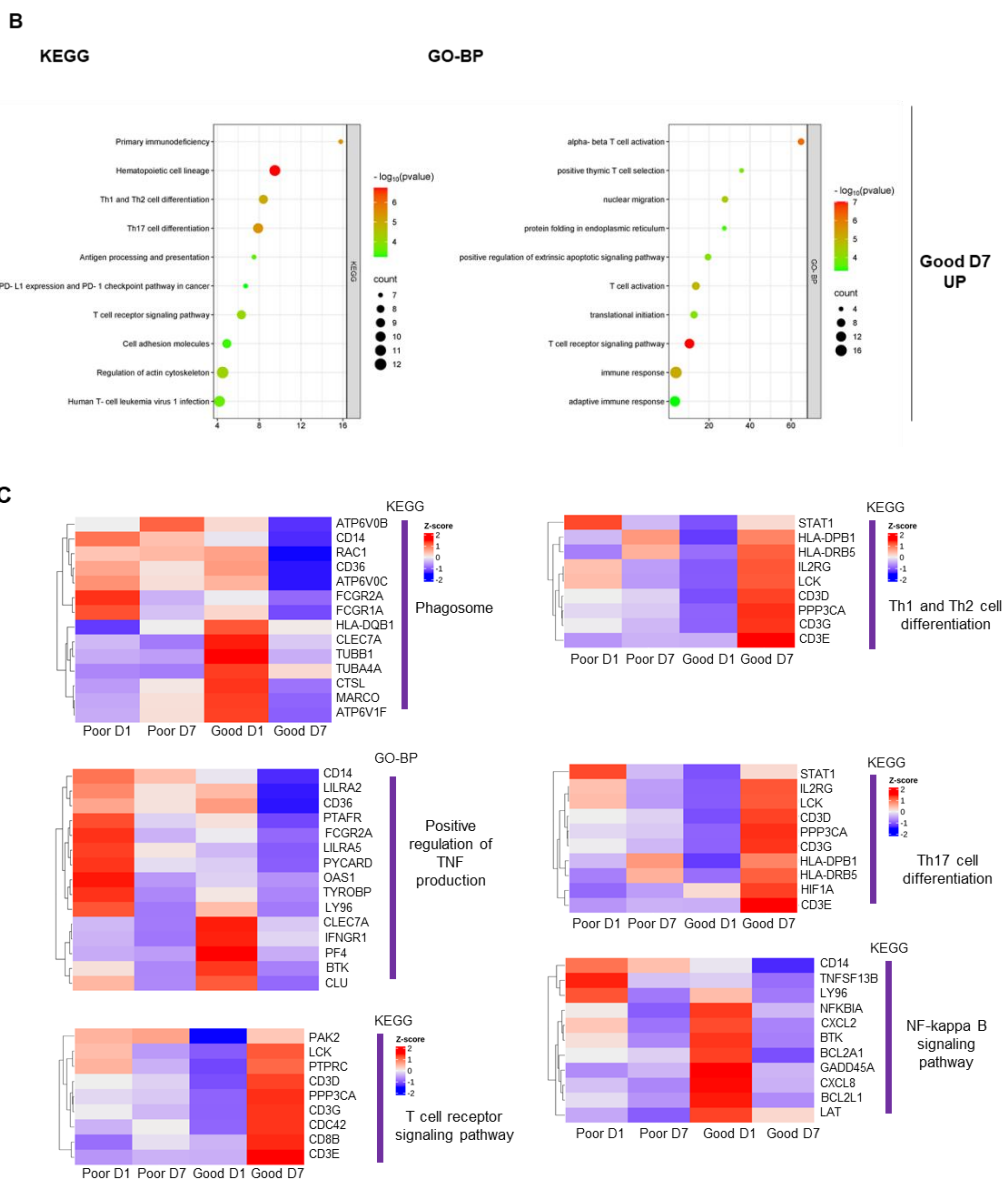 B
KEGG
GO-BP
Primary immunodeficiency
Hematopoietic cell lineage
Th1 and Th2 cell differentiation
Th17 cell differentiation
Antigen processing and presentation
PD- L1 expression and PD- 1 checkpoint pathway in cancer
T cell receptor signaling pathway
Cell adhesion molecules
Regulation of actin cytoskeleton
Human T- cell leukemia virus 1 infection
4 8 12 16
KEGG
- log10(pvalue)
6
5
4
count
7
8
9
10
11
12
alpha- beta T cell activation
positive thymic T cell selection
nuclear migration
protein folding in endoplasmic reticulum
positive regulation of extrinsic apoptotic signaling pathway
T cell activation
translational initiation
T cell receptor signaling pathway
immune response
adaptive immune response
20 40 60
GO- BP
- log10(pvalue)
7
6
5
4
count
4
8
12
16
Good D7
UP
C
KEGG
ATP6V0B
CD14
RAC1
CD36
ATP6V0C
FCGR2A
FCGR1A
HLA-DQB1
CLEC7A
TUBB1
TUBA4A
CTSL
MARCO
ATP6V1F
Poor D1 Poor D7 Good D1 Good D7
Z-score
2
1
0
-1
-2
Phagosome
KEGG
STAT1
HLA-DPB1
HLA-DRB5
IL2RG
LCK
CD3D
PPP3CA
CD3G
CD3E
Poor D1 Poor D7 Good D1 Good D7
Z-score
2
1
0
-1
-2
Th1 and Th2 cell
differentiation
GO-BP
CD14
LILRA2
CD36
PTAFR
FCGR2A
LILRA5
PYCARD
OAS1
TYROBP
LY96
CLEC7A
IFNGR1
PF4
BTK
CLU
Positive
regulation of
TNF
production
KEGG
STAT1
IL2RG
LCK
CD3D
PPP3CA
CD3G
HLA-DPB1
HLA-DRB5
HIF1A
CD3E
Z-score
2
1
0
-1
-2
Th17 cell
differentiation
KEGG
PAK2
LCK
PTPRC
CD3D
PPP3CA
CD3G
CDC42
CD8B
CD3E
Poor D1 Poor D7 Good D1 Good D7
Z-score
2
1
0
-1
-2
T cell receptor
signaling pathway
KEGG
CD14
TNFSF13B
LY96
NFKBIA
CXCL2
BTK
BCL2A1
GADD45A
CXCL8
BCL2L1
LAT
Poor D1 Poor D7 Good D1 Good D7
NF-kappa B
signaling
pathway